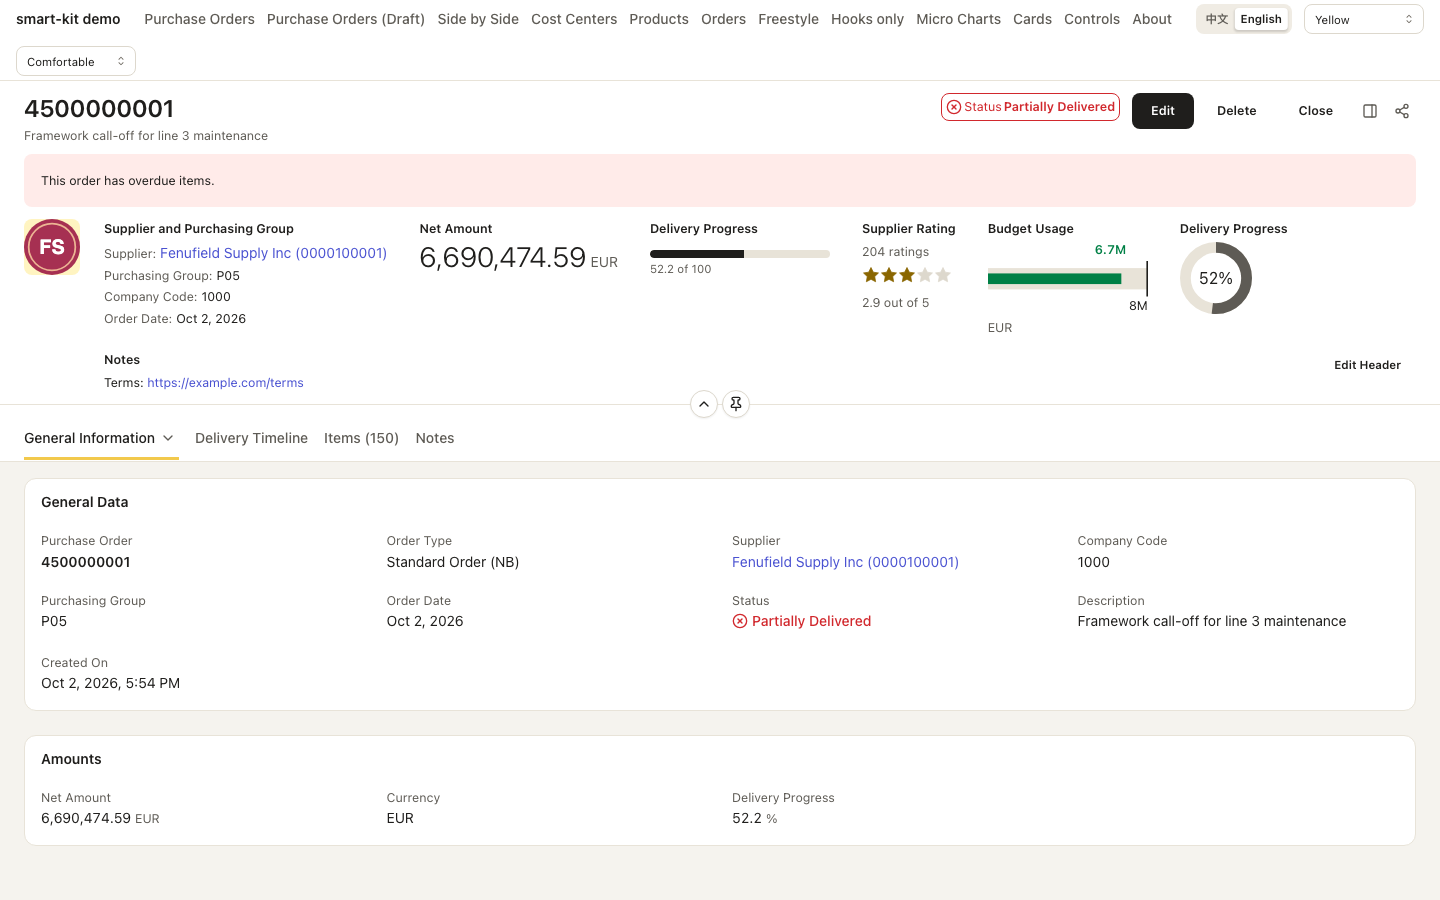 smart-kit demo Purchase Orders Purchase Orders (Draft) Side by Side Cost Centers Products Orders Freestyle Hooks only Micro Charts Cards Controls About 中文 English Yellow
Comfortable
4500000001
Framework call-off for line 3 maintenance
Status Partially Delivered Edit Delete Close
This order has overdue items.
FS
Supplier and Purchasing Group
Supplier: Fenufield Supply Inc (0000100001)
Purchasing Group: P05
Company Code: 1000
Order Date: Oct 2, 2026
Net Amount
6,690,474.59 EUR
Delivery Progress
52.2 of 100
Supplier Rating
204 ratings
2.9 out of 5
Budget Usage
6.7M
8M
EUR
Delivery Progress
52%
Notes
Terms: https://example.com/terms
Edit Header
General Information Delivery Timeline Items (150) Notes
General Data
Purchase Order Order Type Supplier Company Code
4500000001 Standard Order (NB) Fenufield Supply Inc (0000100001) 1000
Purchasing Group Order Date Status Description
P05 Oct 2, 2026 Partially Delivered Framework call-off for line 3 maintenance
Created On
Oct 2, 2026, 5:54 PM
Amounts
Net Amount Currency Delivery Progress
6,690,474.59 EUR EUR 52.2 %